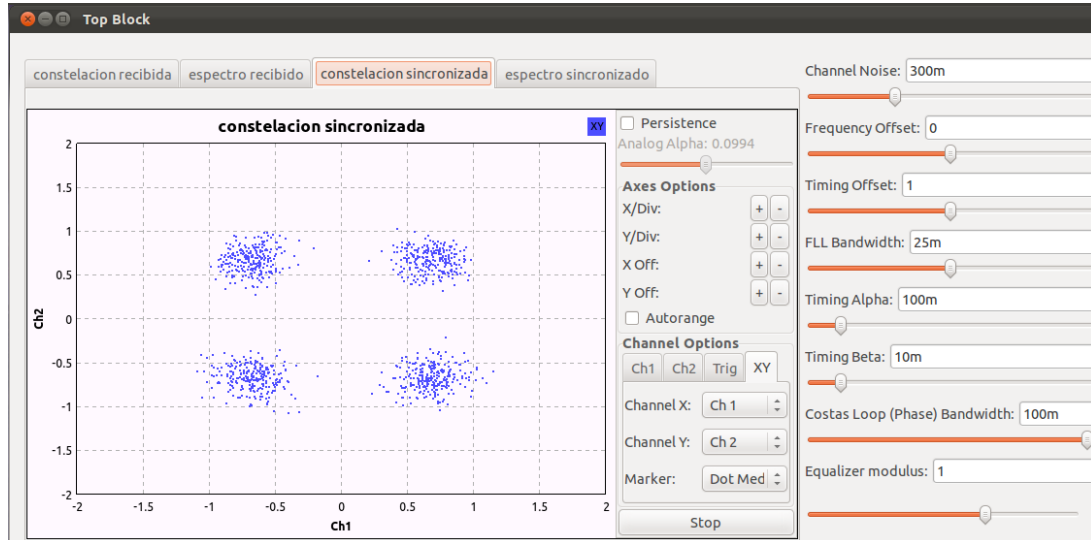 Top Block
constelacion recibida espectro recibido constelacion sincronizada espectro sincronizado
constelacion sincronizada
XY
2
1.5
1
0.5
0
-0.5
-1
-1.5
-2
Ch2
-2 -1.5 -1 -0.5 0 0.5 1 1.5 2
Ch1
Persistence
Analog Alpha: 0.0994
Axes Options
X/Div: + -
Y/Div: + -
X Off: + -
Y Off: + -
Autorange
Channel Options
Ch1 Ch2 Trig XY
Channel X: Ch 1
Channel Y: Ch 2
Marker: Dot Med
Stop
Channel Noise: 300m
Frequency Offset: 0
Timing Offset: 1
FLL Bandwidth: 25m
Timing Alpha: 100m
Timing Beta: 10m
Costas Loop (Phase) Bandwidth: 100m
Equalizer modulus: 1